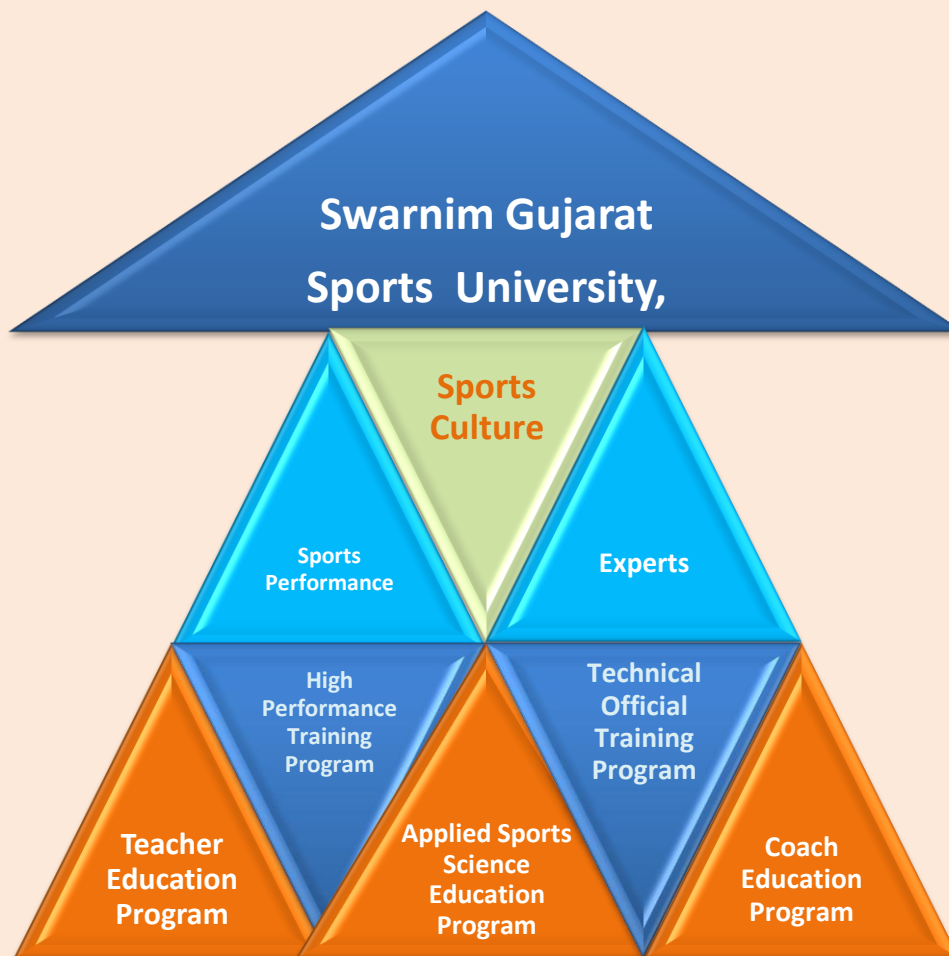 Swarnim Gujarat
Sports University,
Sports
Culture
Sports
Performance
Experts
High
Performance
Training
Program
Technical
Official
Training
Program
Teacher
Education
Program
Applied Sports
Science
Education
Program
Coach
Education
Program